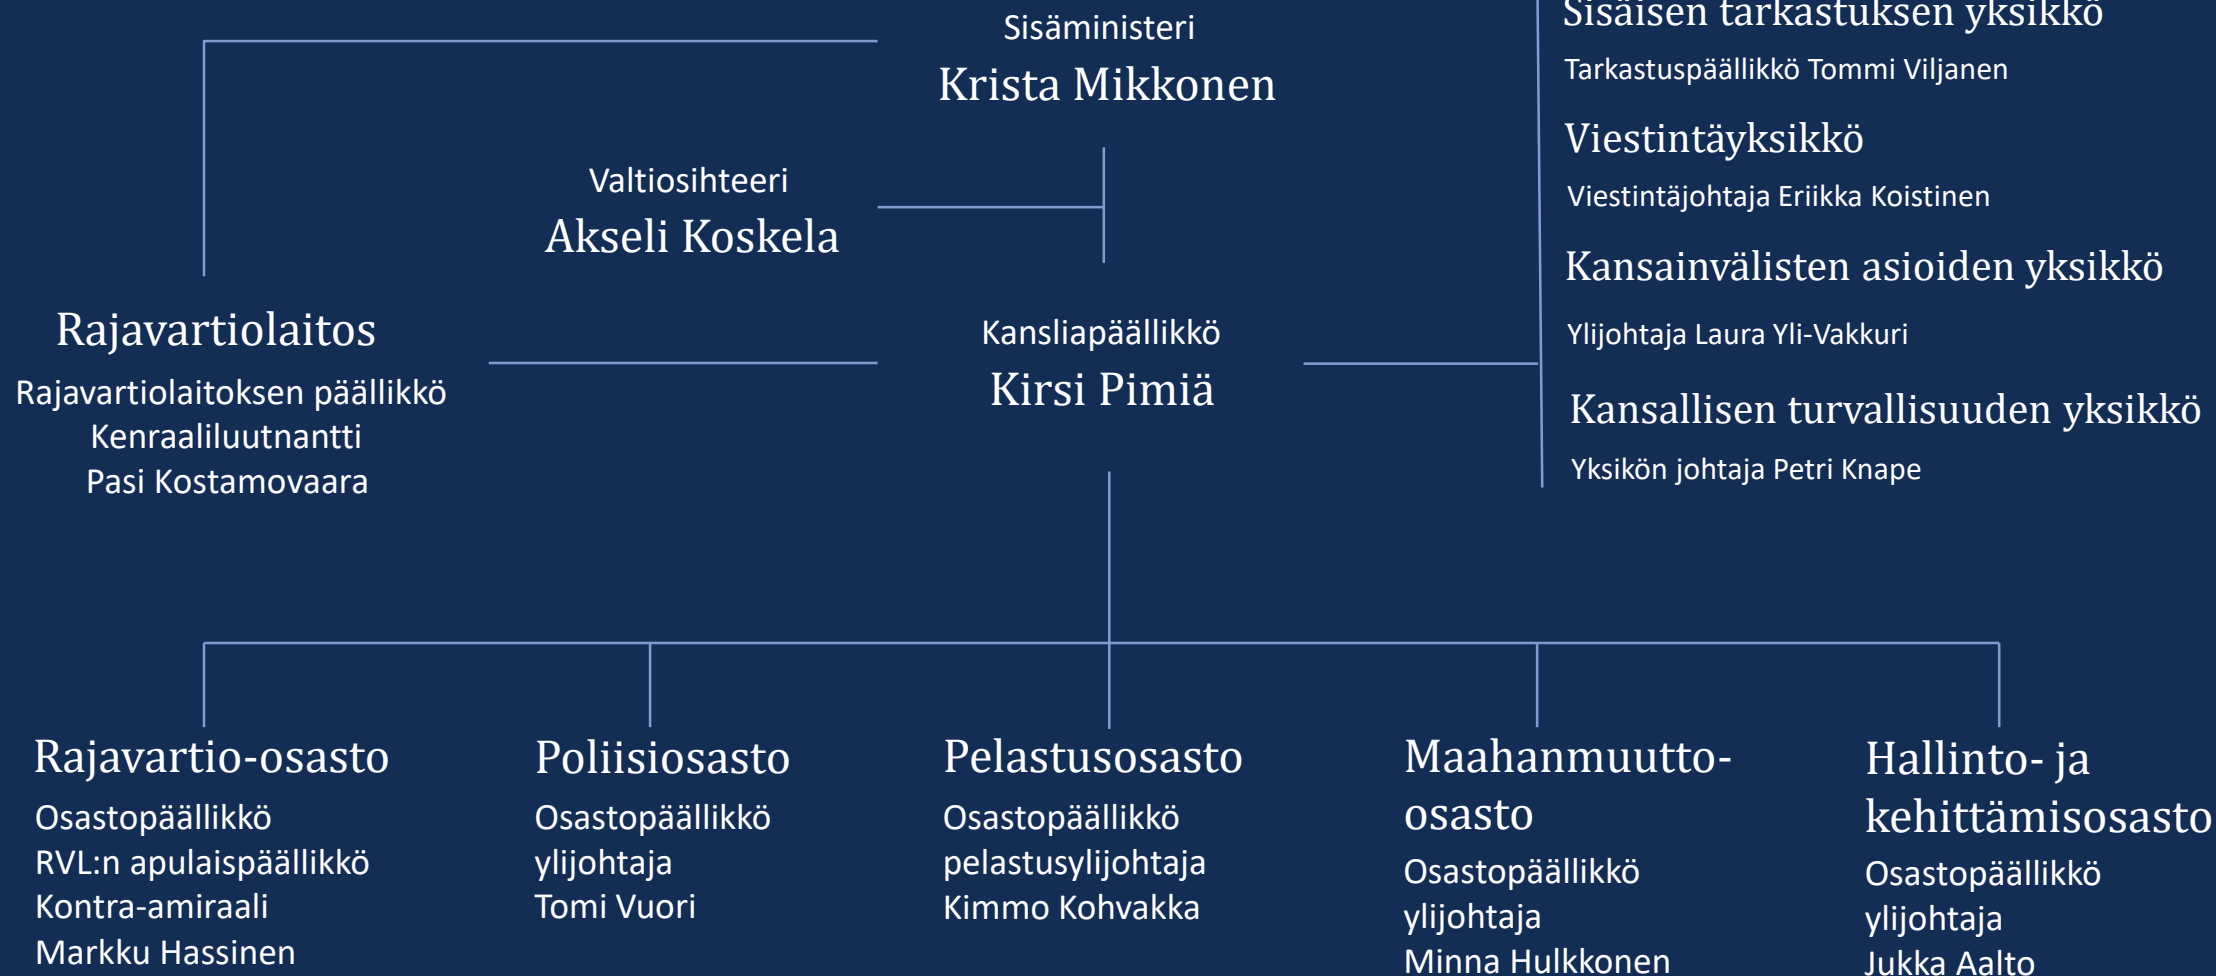 Sisäministeri
Krista Mikkonen
Valtiosihteeri
Akseli Koskela
Rajavartiolaitos
Rajavartiolaitoksen päällikkö
Kenraaliluutnantti
Pasi Kostamovaara
Kansliapäällikkö
Kirsi Pimiä
Sisäisen tarkastuksen yksikkö
Tarkastuspäällikkö Tommi Viljanen
Viestintäyksikkö
Viestintäjohtaja Eriikka Koistinen
Kansainvälisten asioiden yksikkö
Ylijohtaja Laura Yli-Vakkuri
Kansallisen turvallisuuden yksikkö
Yksikön johtaja Petri Knape
Rajavartio-osasto
Osastopäällikkö
RVL:n apulaispäällikkö
Kontra-amiraali
Markku Hassinen
Poliisiosasto
Osastopäällikkö
ylijohtaja
Tomi Vuori
Pelastusosasto
Osastopäällikkö
pelastusylijohtaja
Kimmo Kohvakka
Maahanmuutto-
osasto
Osastopäällikkö
ylijohtaja
Minna Hulkkonen
Hallinto- ja
kehittämisosasto
Osastopäällikkö
ylijohtaja
Jukka Aalto